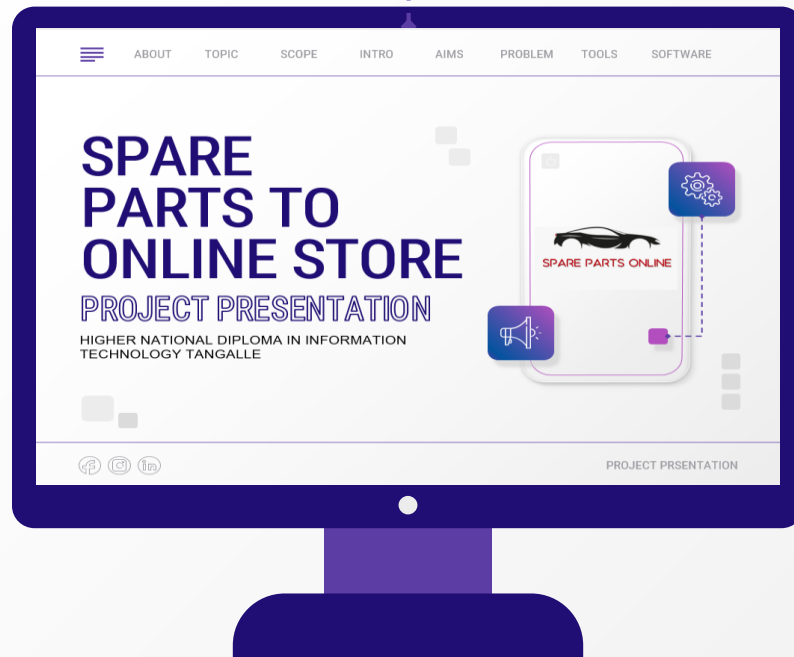 ABOUT TOPIC SCOPE INTRO AIMS PROBLEM TOOLS SOFTWARE
SPARE
PARTS TO
ONLINE STORE
PROJECT PRESENTATION
HIGHER NATIONAL DIPLOMA IN INFORMATION
TECHNOLOGY TANGALLE
SPARE PARTS ONLINE
in
PROJECT PRSENTATION